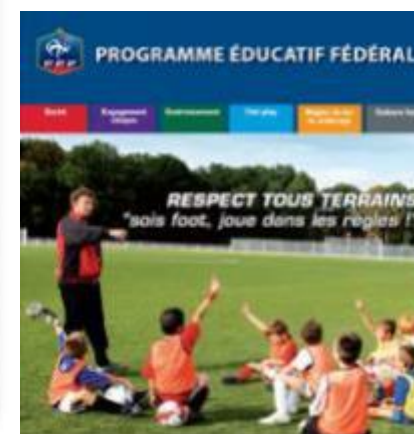 FFF
PROGRAMME ÉDUCATIF FÉDÉRAL
Santé
Engagement citoyen
Environnement
Fair-play
RESPECT TOUS TERRAINS
"sois foot, joue dans les règles !